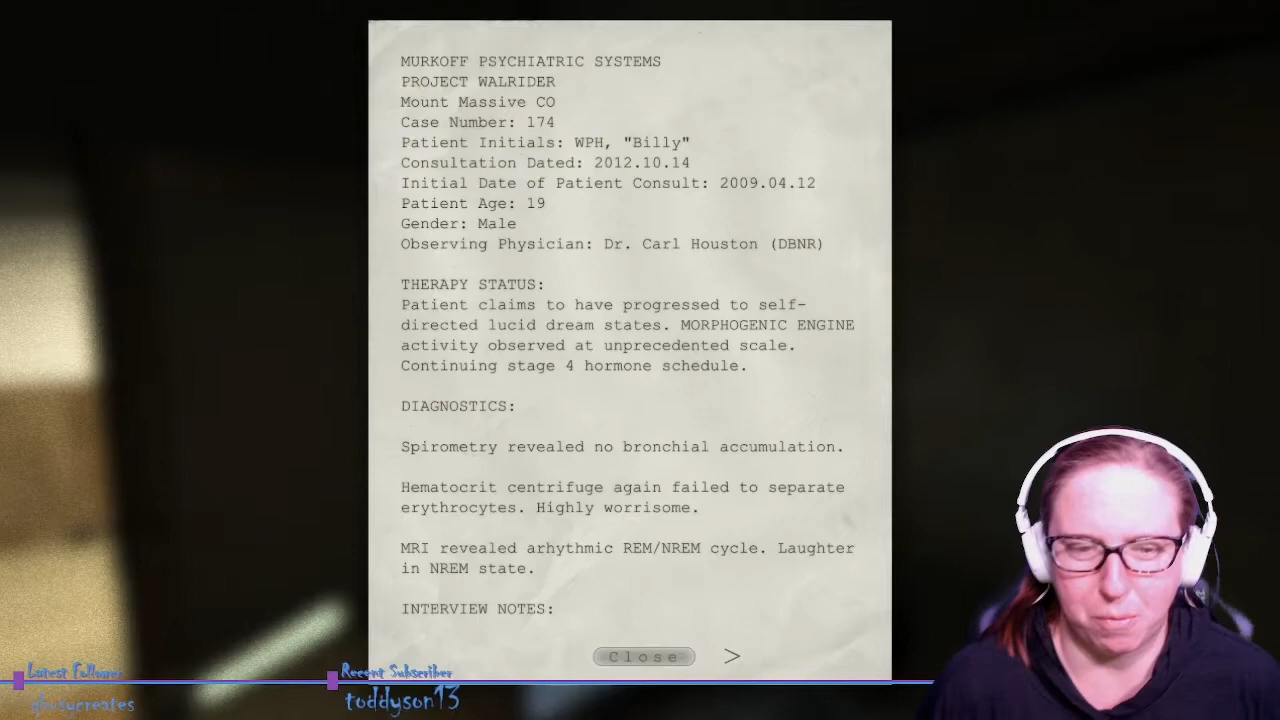 MURKOFF PSYCHIATRIC SYSTEMS
PROJECT WALRIDER
Mount Massive CO
Case Number: 174
Patient Initials: WPH, "Billy"
Consultation Dated: 2012.10.14
Initial Date of Patient Consult: 2009.04.12
Patient Age: 19
Gender: Male
Observing Physician: Dr. Carl Houston (DBNR)
THERAPY STATUS:
Patient claims to have progressed to self-
directed lucid dream states. MORPHOGENIC ENGINE
activity observed at unprecedented scale.
Continuing stage 4 hormone schedule.
DIAGNOSTICS:
Spirometry revealed no bronchial accumulation.
Hematocrit centrifuge again failed to separate
erythrocytes. Highly worrisome.
MRI revealed arhythmic REM/NREM cycle. Laughter
in NREM state.
INTERVIEW NOTES:
Close >
Latest Follower
Recent Subscriber
toddyson13